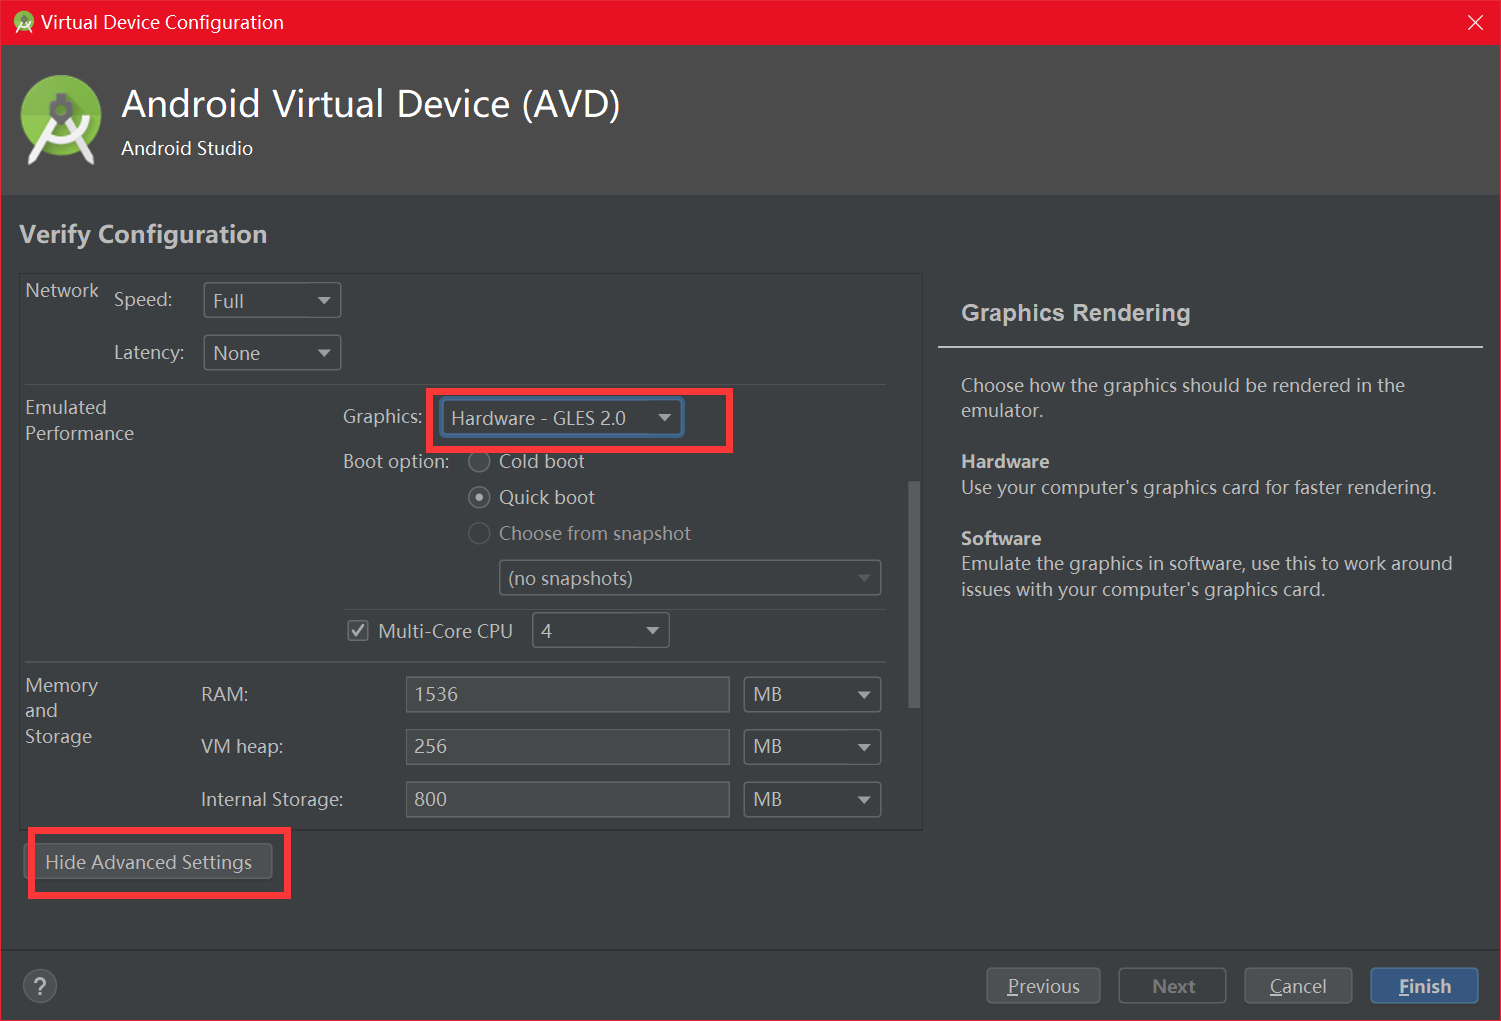 Virtual Device Configuration
Android Virtual Device (AVD)
Android Studio
Verify Configuration
Network
Speed:
Full
Latency:
None
Emulated
Performance
Graphics:
Hardware - GLES 2.0
Boot option:
Cold boot
Quick boot
Choose from snapshot
(no snapshots)
Multi-Core CPU
4
Memory
and
Storage
RAM:
1536
MB
VM heap:
256
MB
Internal Storage:
800
MB
Hide Advanced Settings
Graphics Rendering
Choose how the graphics should be rendered in the
emulator.
Hardware
Use your computer's graphics card for faster rendering.
Software
Emulate the graphics in software, use this to work around
issues with your computer's graphics card.
?
Previous
Next
Cancel
Finish